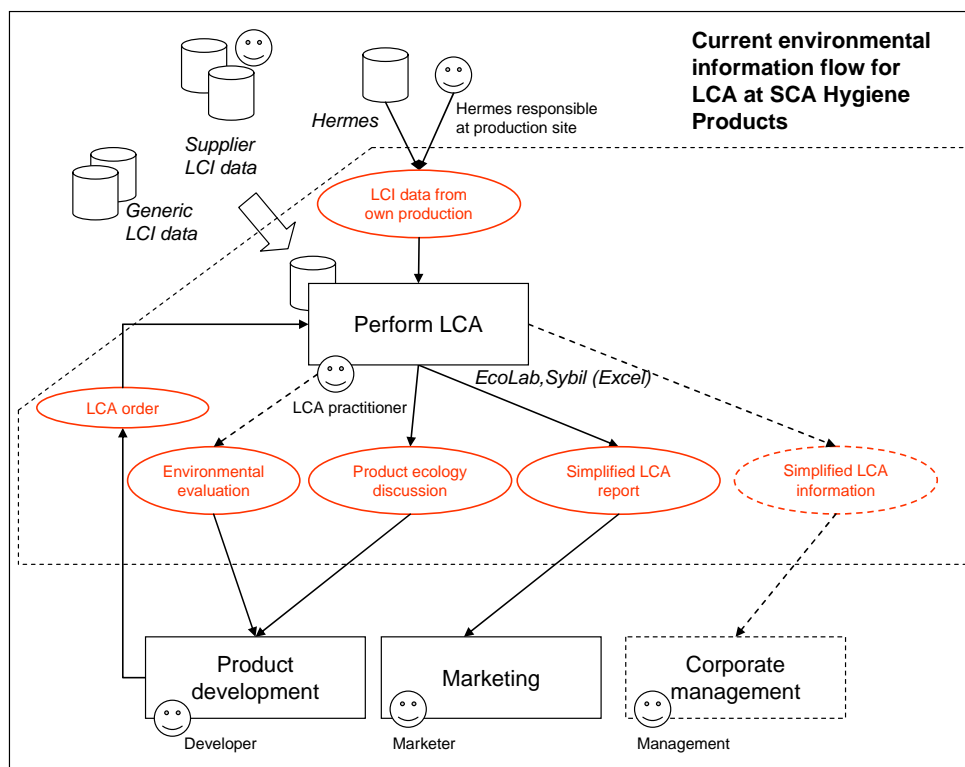 Current environmental
information flow for
LCA at SCA Hygiene
Products
Hermes
Hermes responsible
at production site
Supplier
LCI data
Generic
LCI data
LCI data from
own production
Perform LCA
EcoLab,Sybil (Excel)
LCA practitioner
LCA order
Environmental
evaluation
Product ecology
discussion
Simplified LCA
report
Simplified LCA
information
Product
development
Marketing
Corporate
management
Developer
Marketer
Management